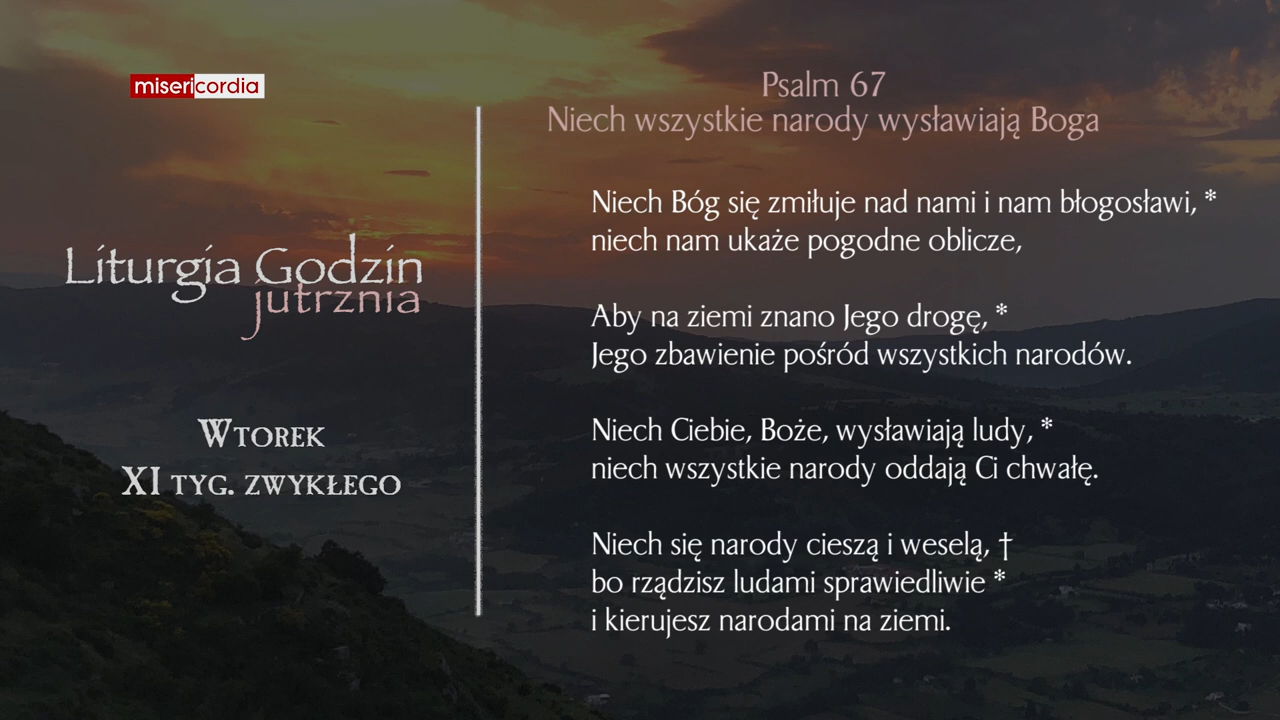 misericordia
Liturgia Godzin
jutrznia
Wtorek
XI tyg. zwykłego
Psalm 67
Niech wszystkie narody wysławiają Boga
Niech Bóg się zmiłuje nad nami i nam błogosławi, *
niech nam ukaże pogodne oblicze,
Aby na ziemi znano Jego drogę, *
Jego zbawienie pośród wszystkich narodów.
Niech Ciebie, Boże, wysławiają ludy, *
niech wszystkie narody oddają Ci chwałę.
Niech się narody cieszą i weselą, †
bo rządzisz ludami sprawiedliwie *
i kierujesz narodami na ziemi.